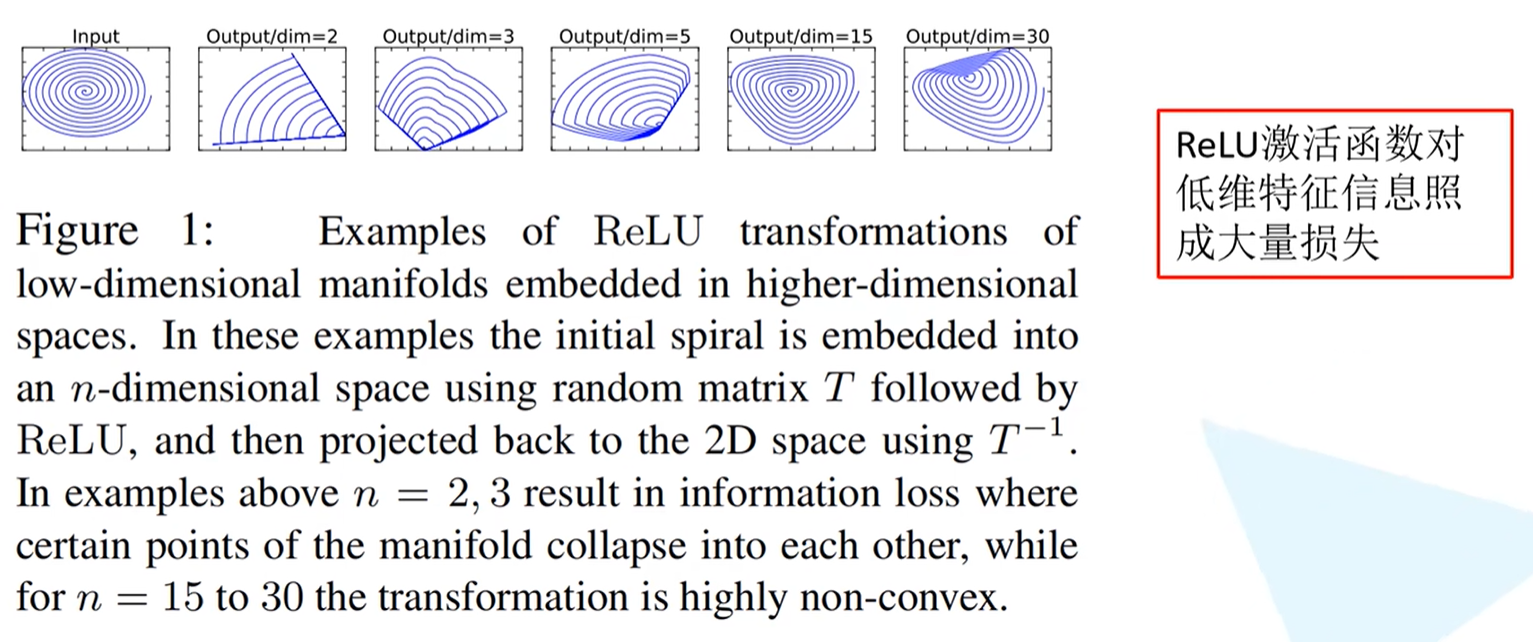 Input Output/dim=2 Output/dim=3 Output/dim=5 Output/dim=15 Output/dim=30
ReLU激活函数对
低维特征信息照
成大量损失
Figure 1: Examples of ReLU transformations of
low-dimensional manifolds embedded in higher-dimensional
spaces. In these examples the initial spiral is embedded into
an n-dimensional space using random matrix T followed by
ReLU, and then projected back to the 2D space using T⁻¹.
In examples above n = 2, 3 result in information loss where
certain points of the manifold collapse into each other, while
for n = 15 to 30 the transformation is highly non-convex.